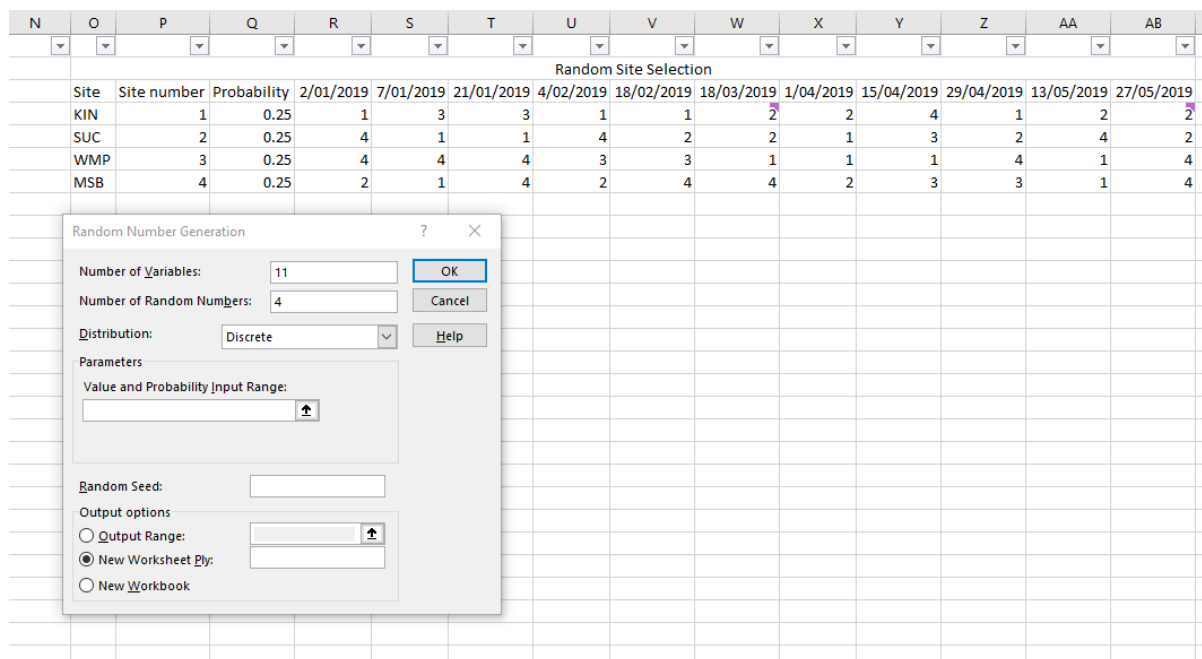 N O P Q R S T U V W X Y Z AA AB
Random Site Selection
Site Site number Probability 2/01/2019 7/01/2019 21/01/2019 4/02/2019 18/02/2019 18/03/2019 1/04/2019 15/04/2019 29/04/2019 13/05/2019 27/05/2019
KIN 1 0.25 1 3 3 1 1 2 2 4 1 2 2
SUC 2 0.25 4 1 1 4 2 2 1 3 2 4 2
WMP 3 0.25 4 4 4 3 3 1 1 1 4 1 4
MSB 4 0.25 2 1 4 2 4 4 2 3 3 1 4
Random Number Generation ?
Number of Variables: 11 OK
Number of Random Numbers: 4 Cancel
Distribution: Discrete Help
Parameters
Value and Probability Input Range:
Random Seed:
Output options
Output Range:
New Worksheet Ply:
New Workbook